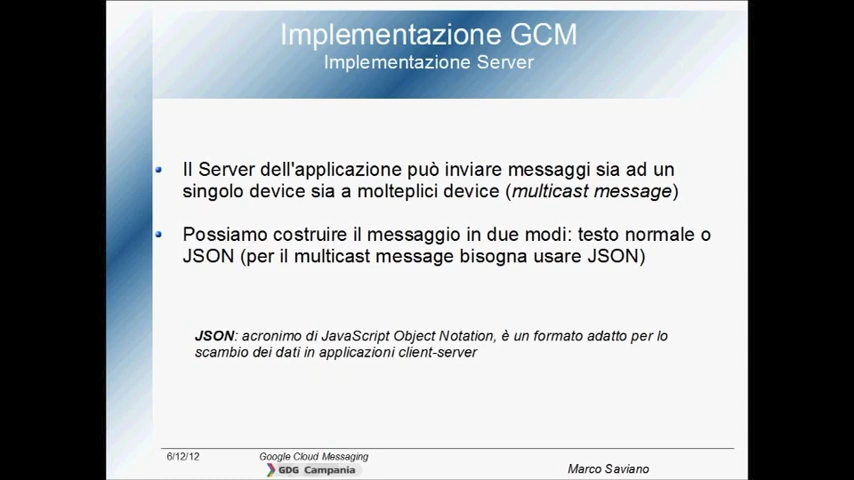 Implementazione GCM
Implementazione Server
Il Server dell'applicazione può inviare messaggi sia ad un
singolo device sia a molteplici device (multicast message)
Possiamo costruire il messaggio in due modi: testo normale o
JSON (per il multicast message bisogna usare JSON)
JSON: acronimo di JavaScript Object Notation, è un formato adatto per lo
scambio dei dati in applicazioni client-server
6/12/12
Google Cloud Messaging
GDG Campania
Marco Saviano